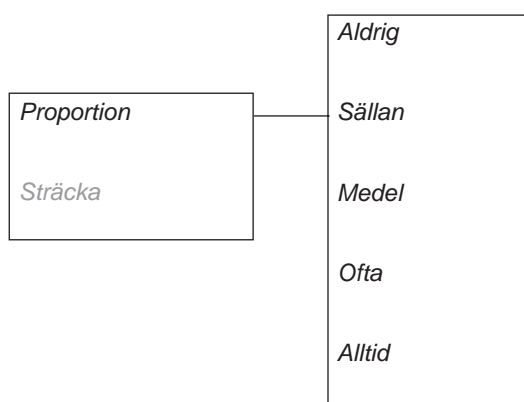 Proportion
Sträcka
Aldrig
Sällan
Medel
Ofta
Alltid